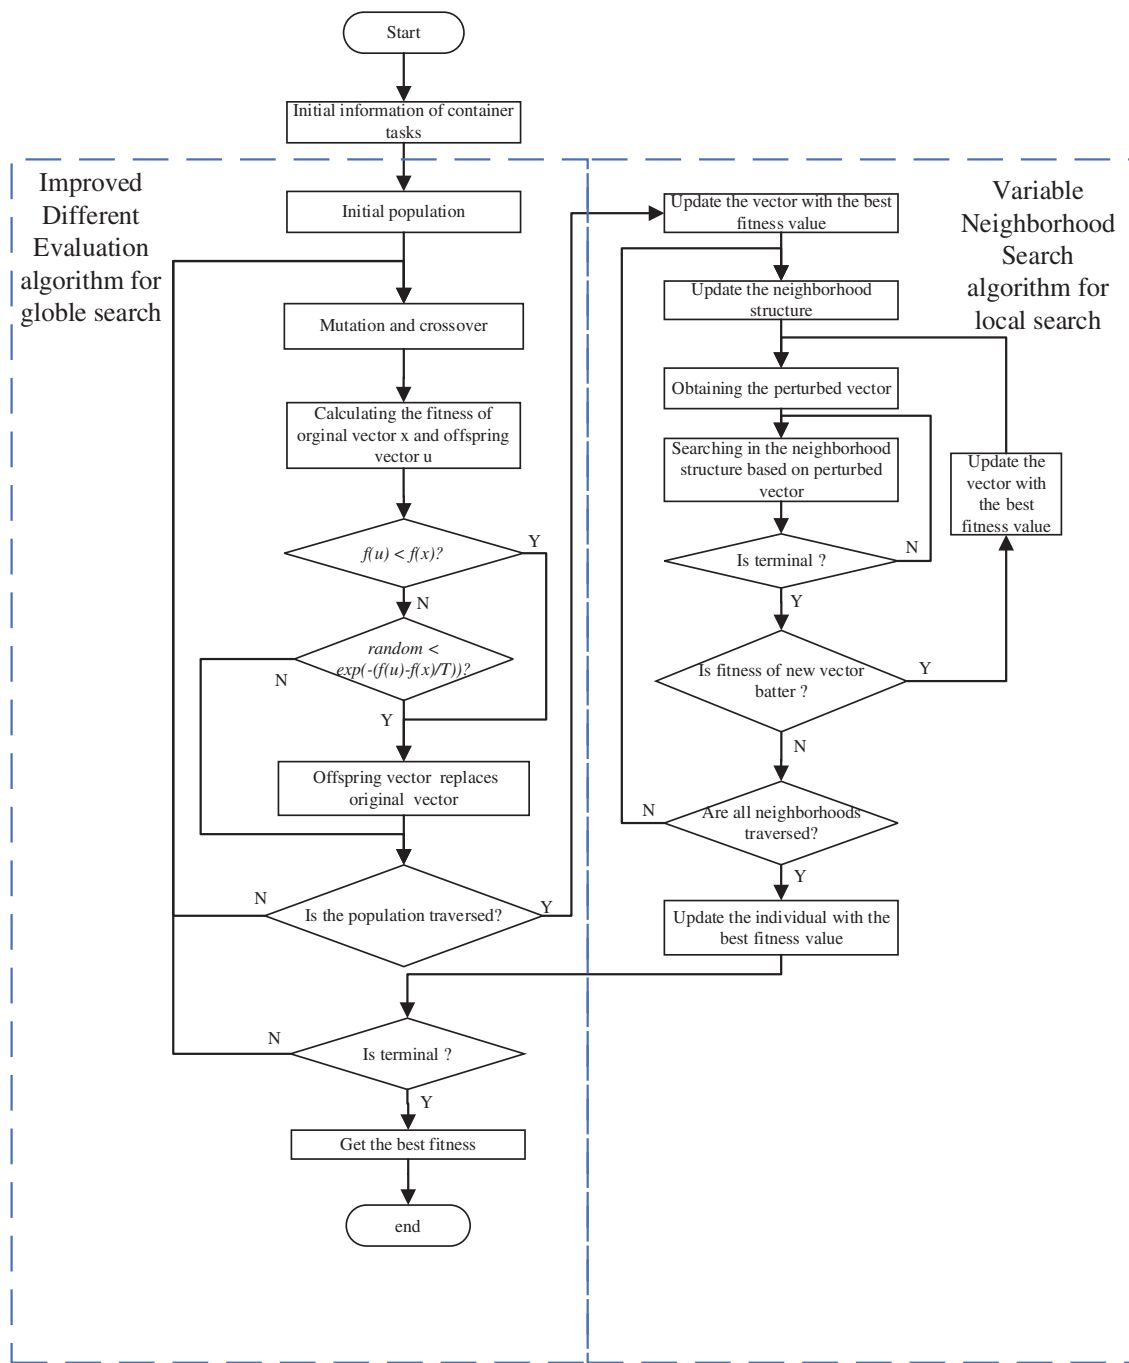 Start
Initial information of container
tasks
Improved
Different
Evaluation
algorithm for
globle search
Initial population
Mutation and crossover
Calculating the fitness of
orginal vector x and offspring
vector u
f(u) < f(x)?
Y
N
random <
exp(-(f(u)-f(x)/T))?
N
Y
Offspring vector replaces
original vector
Is the population traversed?
N
Y
Is terminal ?
N
Y
Get the best fitness
end
Variable
Neighborhood
Search
algorithm for
local search
Update the vector with the best
fitness value
Update the neighborhood
structure
Obtaining the perturbed vector
Searching in the neighborhood
structure based on perturbed
vector
Update the
vector with
the best
fitness value
Is terminal ?
N
Y
Is fitness of new vector
batter ?
Y
N
Are all neighborhoods
traversed?
N
Y
Update the individual with the
best fitness value